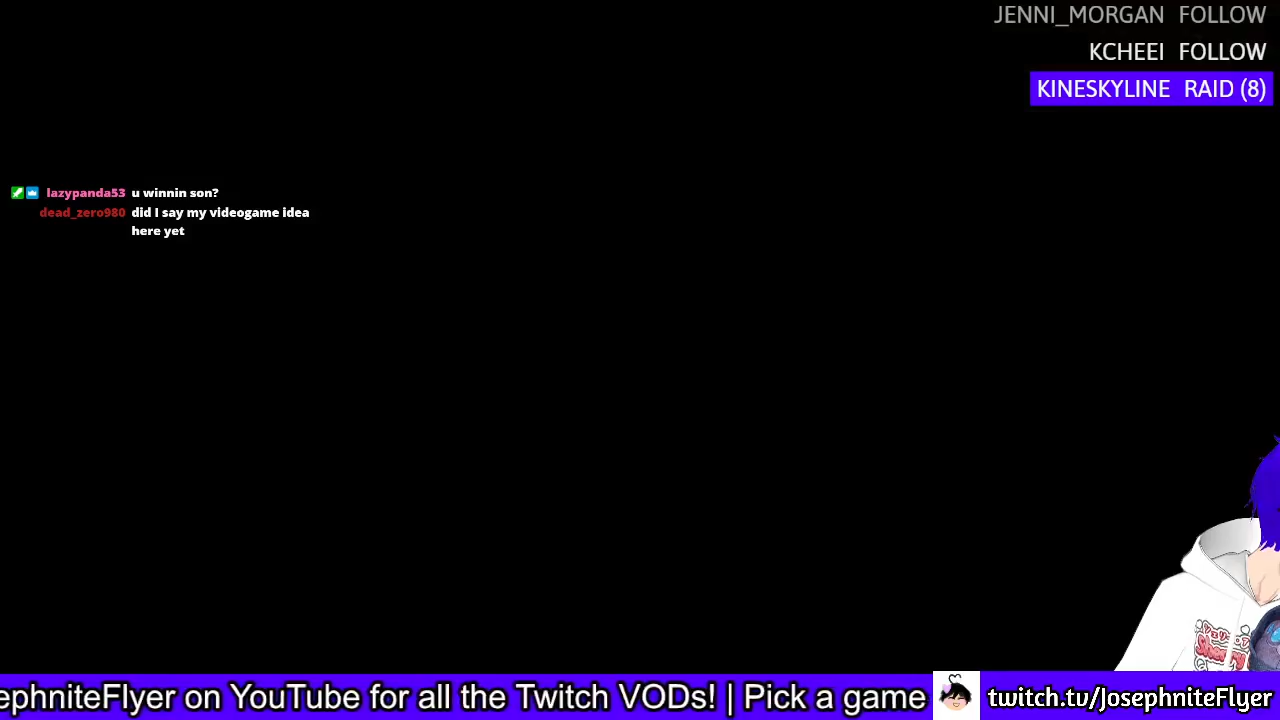 JENNI_MORGAN FOLLOW
KCHEEI FOLLOW
KINESKYLINE RAID (8)
lazypanda53 u winnin son?
dead_zero980 did I say my videogame idea
here yet
ephniteFlyer on YouTube for all the Twitch VODs! | Pick a game
twitch.tv/JosephniteFlyer